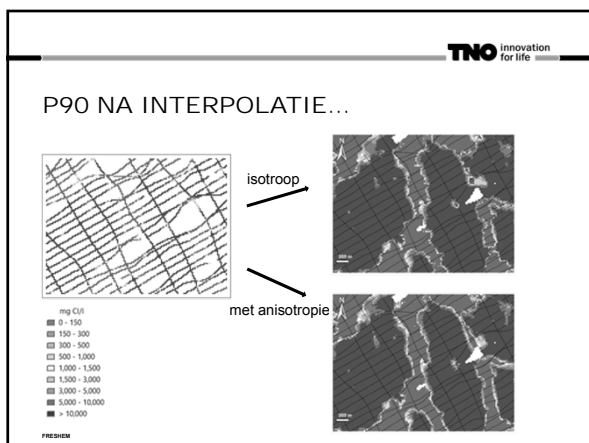 TNO innovation
for life
P90 NA INTERPOLATIE...
isotroop
met anisotropie
mg Cl/l
0 - 150
150 - 300
300 - 500
500 - 1,000
1,000 - 1,500
1,500 - 3,000
3,000 - 5,000
5,000 - 10,000
> 10,000
FRESHEM
N
500 m
N
500 m